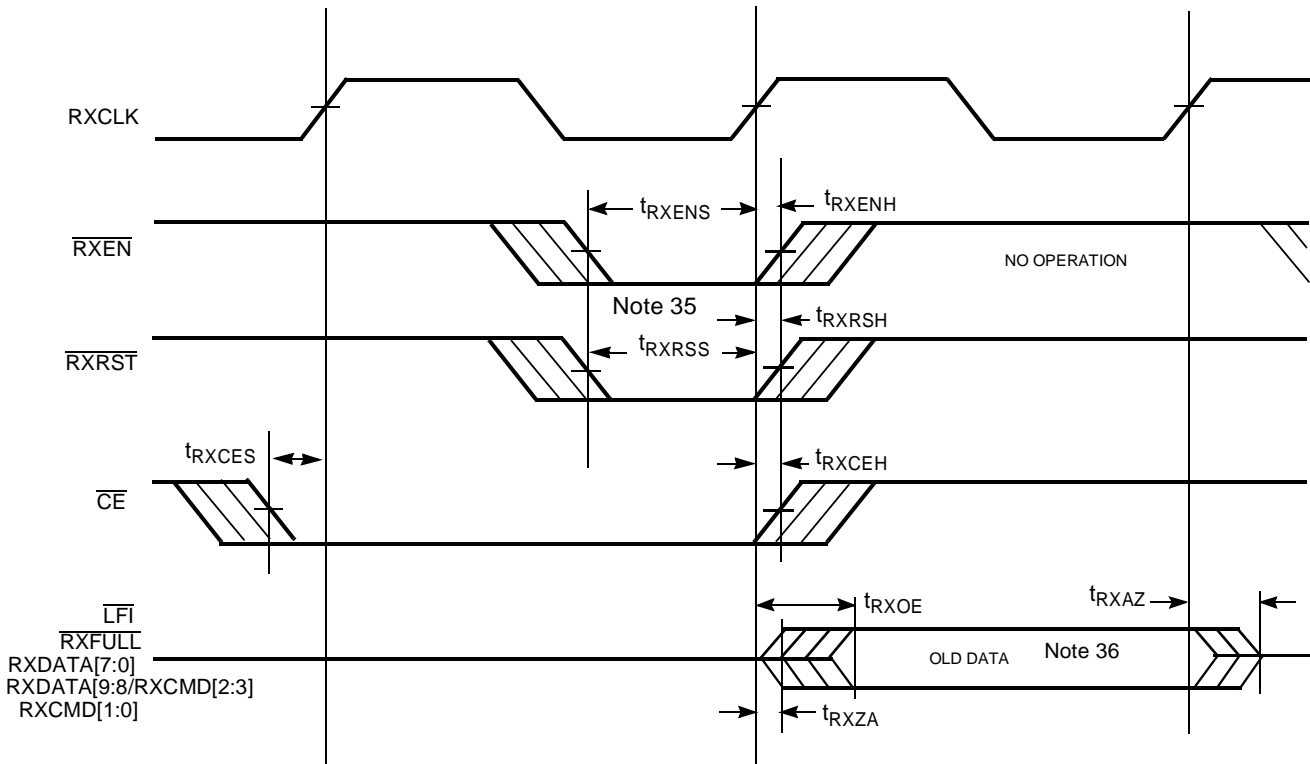 RXCLK
tRXENS
tRXENH
RXEN
NO OPERATION
Note 35
tRXRSH
RXRST
tRXRSS
tRXCES
tRXCEH
CE
LFI
tRXOE
tRXAZ
RXFULL
RXDATA[7:0]
OLD DATA
Note 36
RXDATA[9:8/RXCMD[2:3]
RXCMD[1:0]
tRXZA